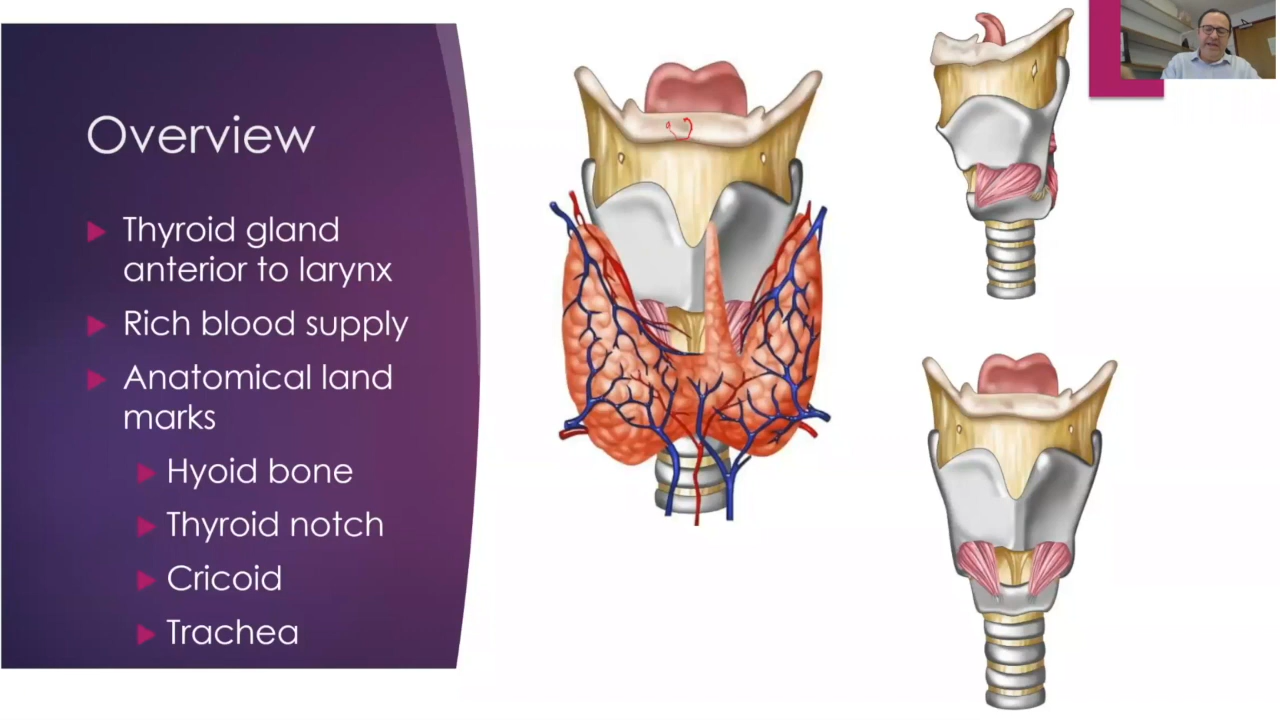 Overview
Thyroid gland
anterior to larynx
Rich blood supply
Anatomical land
marks
Hyoid bone
Thyroid notch
Cricoid
Trachea